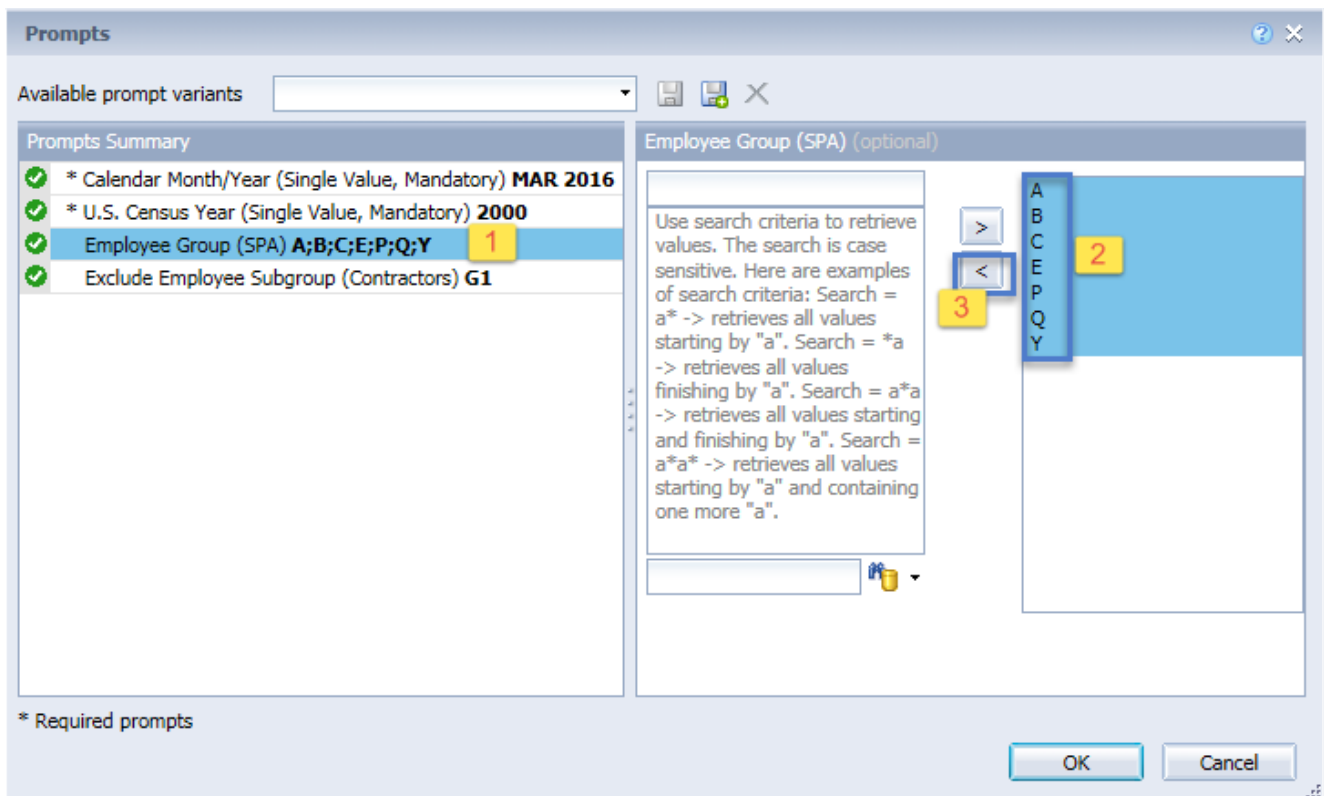 Prompts
Available prompt variants
Prompts Summary
* Calendar Month/Year (Single Value, Mandatory) MAR 2016
* U.S. Census Year (Single Value, Mandatory) 2000
Employee Group (SPA) A;B;C;E;P;Q;Y 1
Exclude Employee Subgroup (Contractors) G1
Employee Group (SPA) (optional)
Use search criteria to retrieve
values. The search is case
sensitive. Here are examples
of search criteria: Search =
a* -> retrieves all values
starting by "a". Search = *a
-> retrieves all values
finishing by "a". Search = a*a
-> retrieves all values starting
and finishing by "a". Search =
a*a* -> retrieves all values
starting by "a" and containing
one more "a".
>
<
3
A
B
C
E
P
Q
Y
2
* Required prompts
OK Cancel